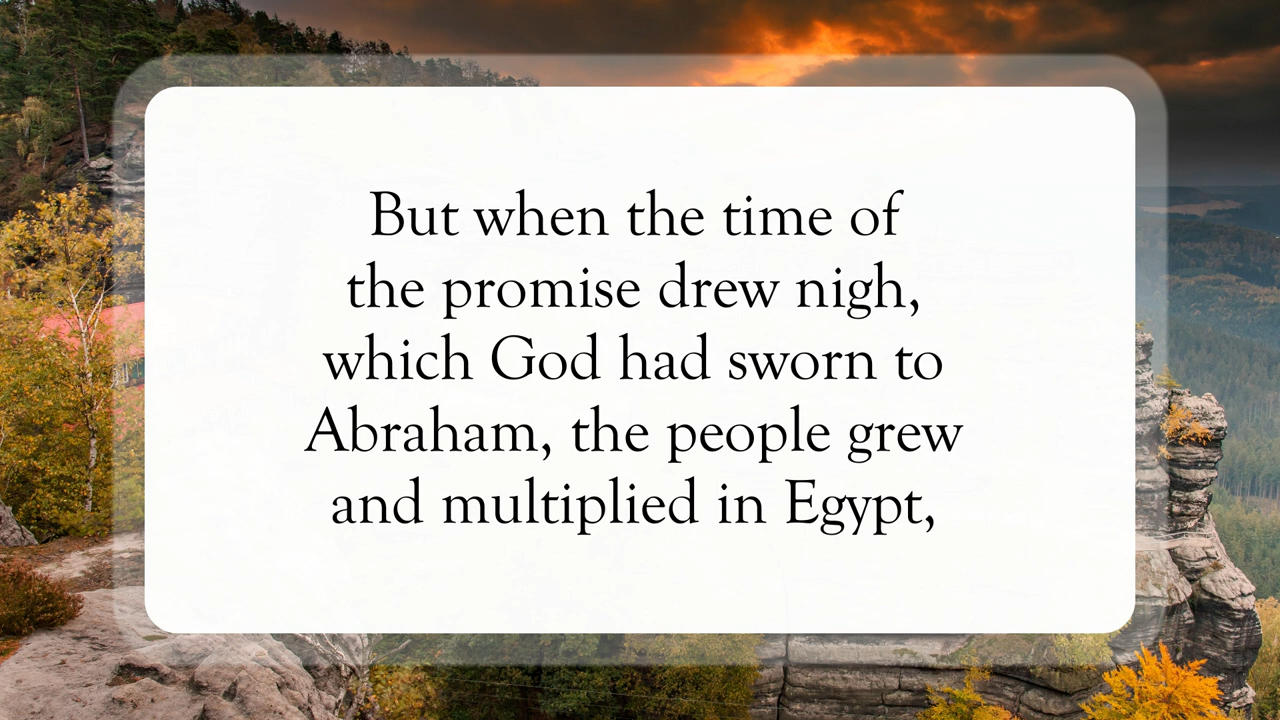 But when the time of
the promise drew nigh,
which God had sworn to
Abraham, the people grew
and multiplied in Egypt,